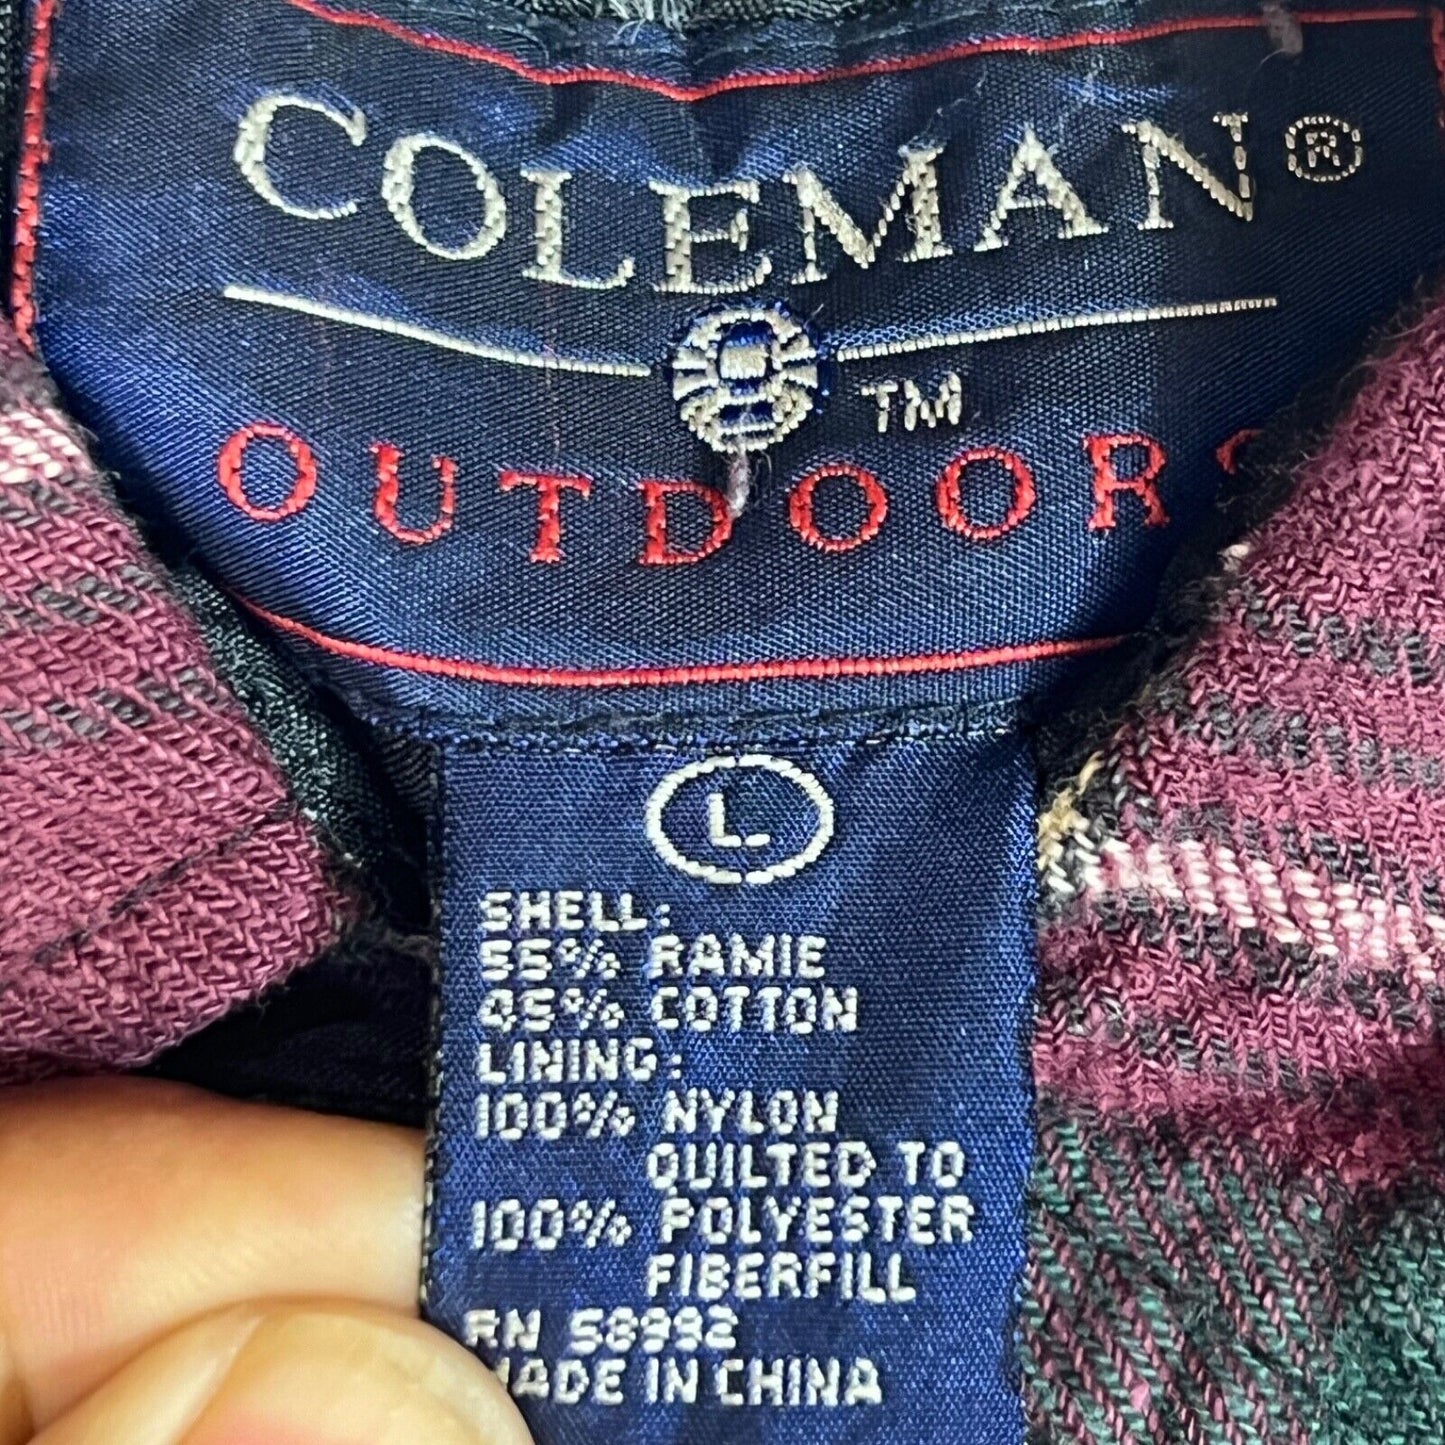 COLEMAN®
TM
OUTDOORS
L
SHELL:
55% RAMIE
45% COTTON
LINING:
100% NYLON
QUILTED TO
100% POLYESTER
FIBERFILL
RN 58992
MADE IN CHINA